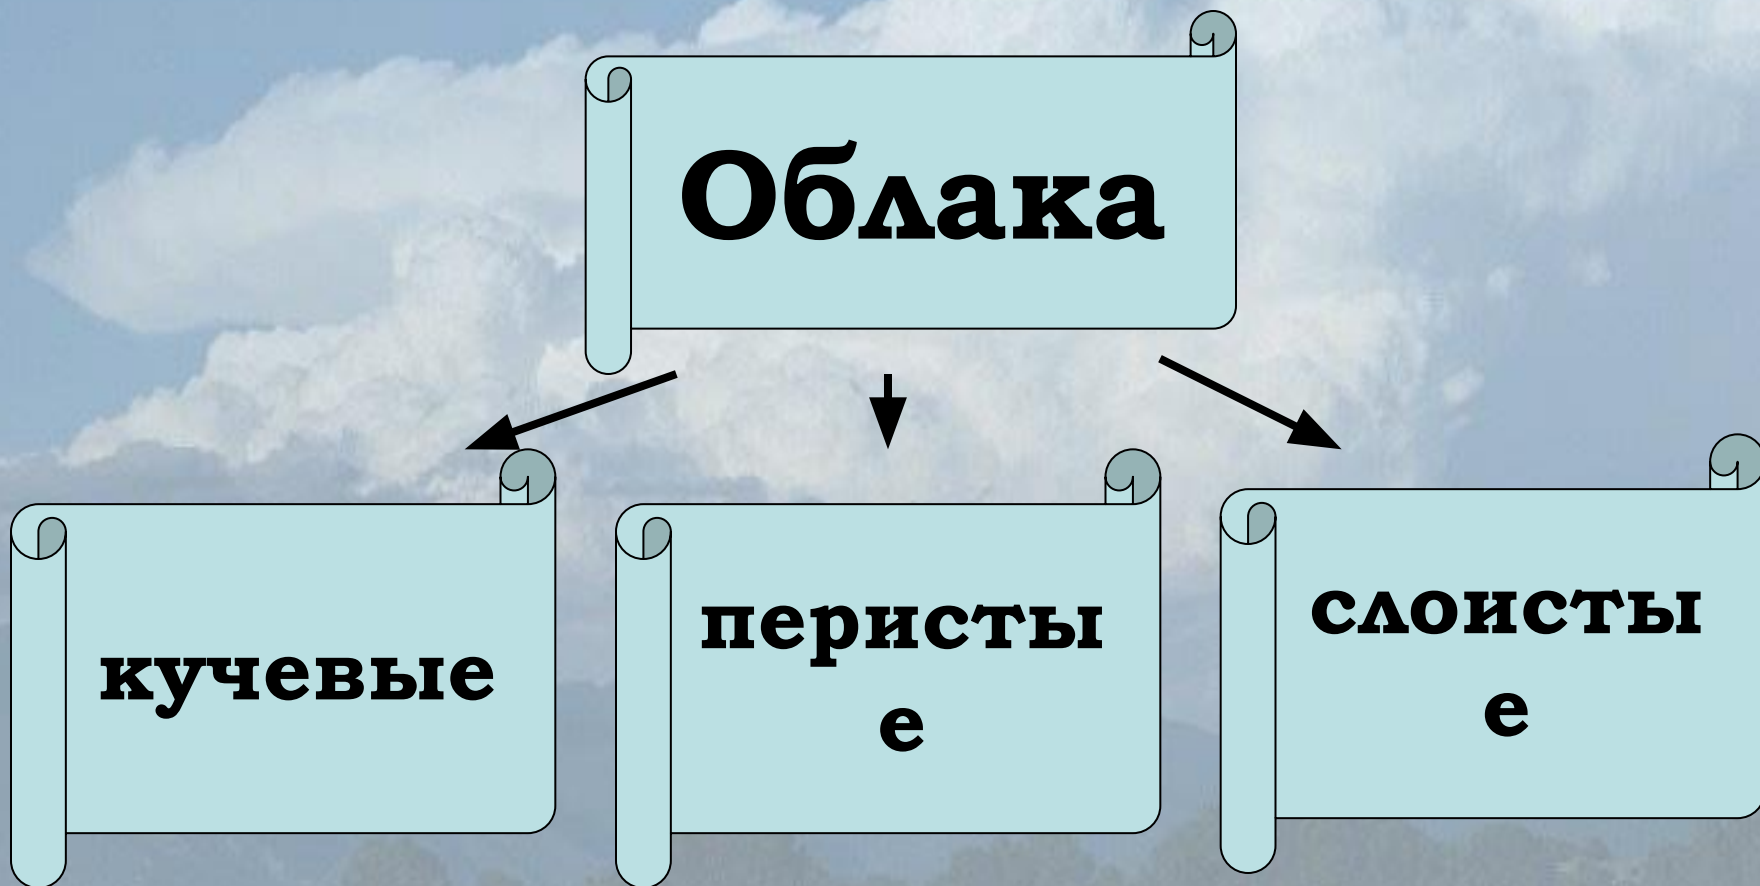 Облака
кучевые
перисты
е
слоисты
е